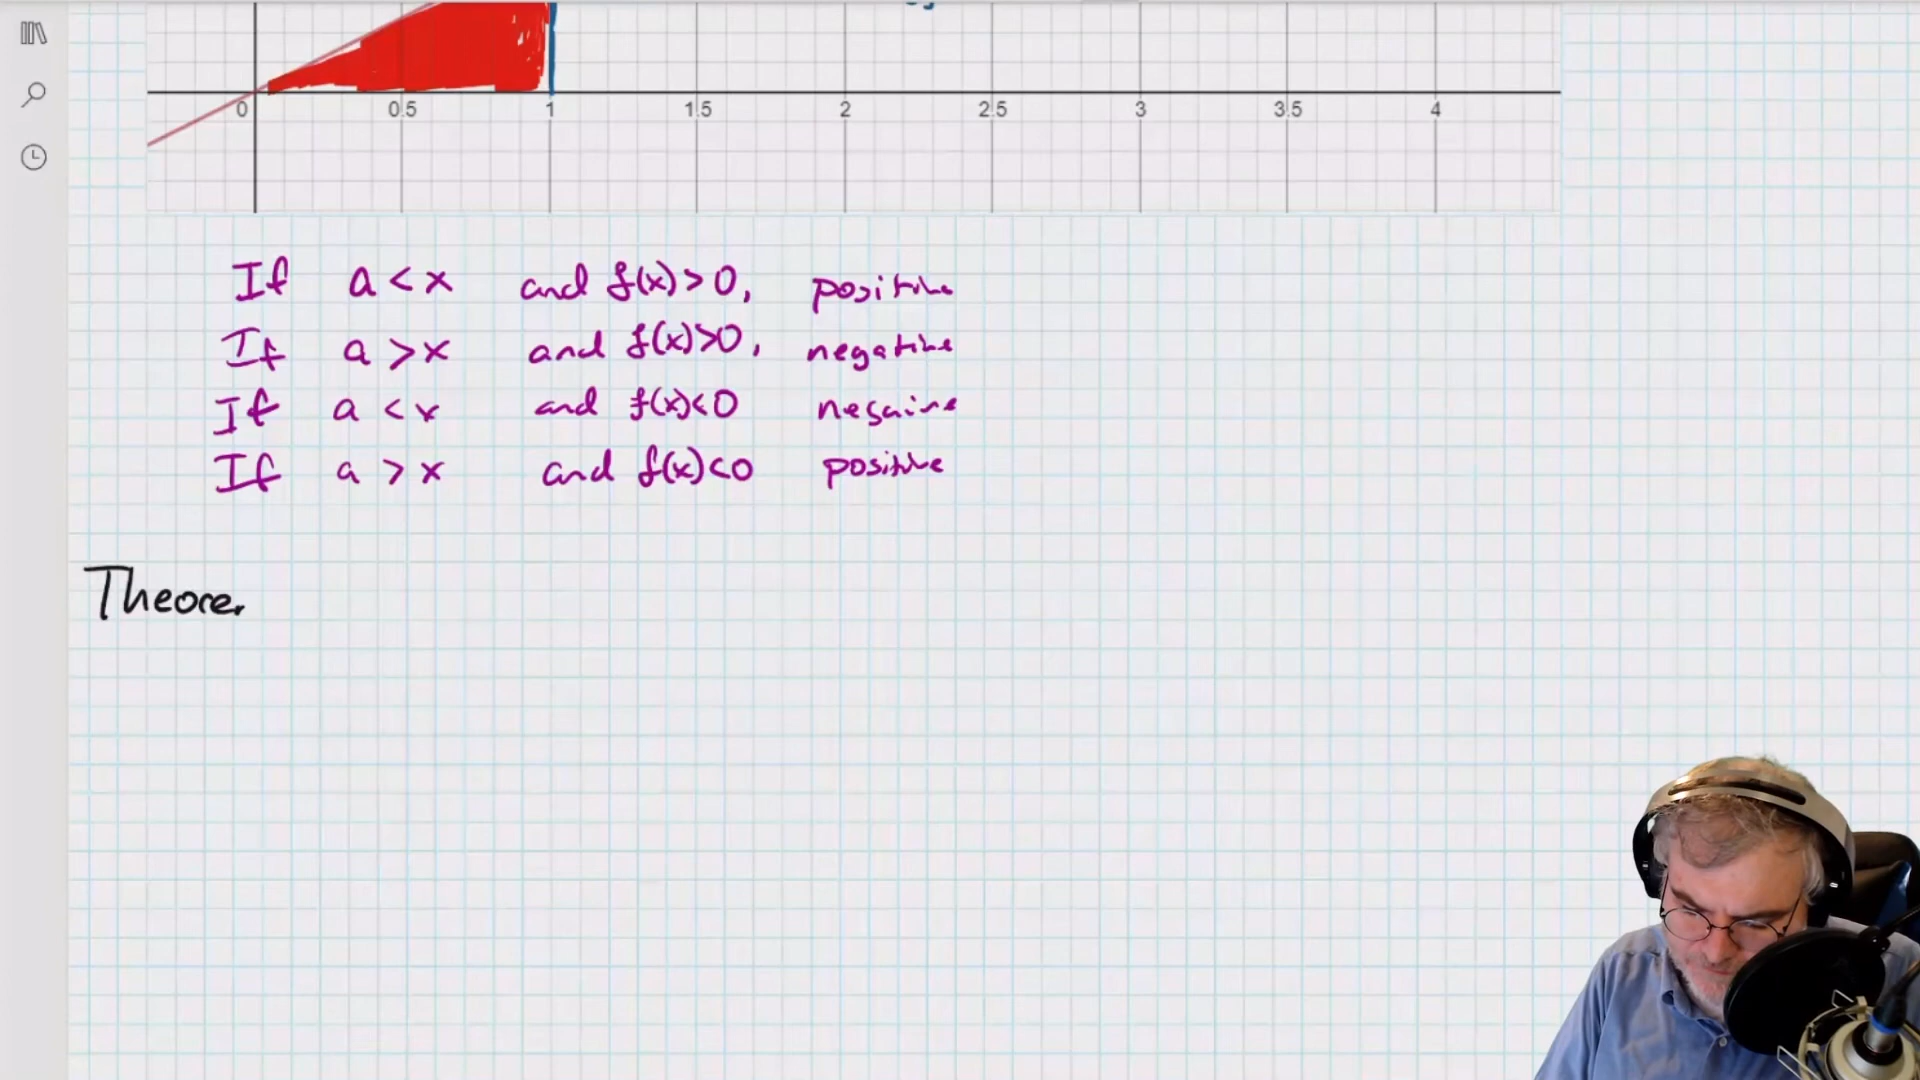 0 0.5 1 1.5 2 2.5 3 3.5 4
If a < x and f(x) > 0, positive
If a > x and f(x) > 0, negative
If a < x and f(x) < 0 negaive
If a > x and f(x) < 0 positive
Theore